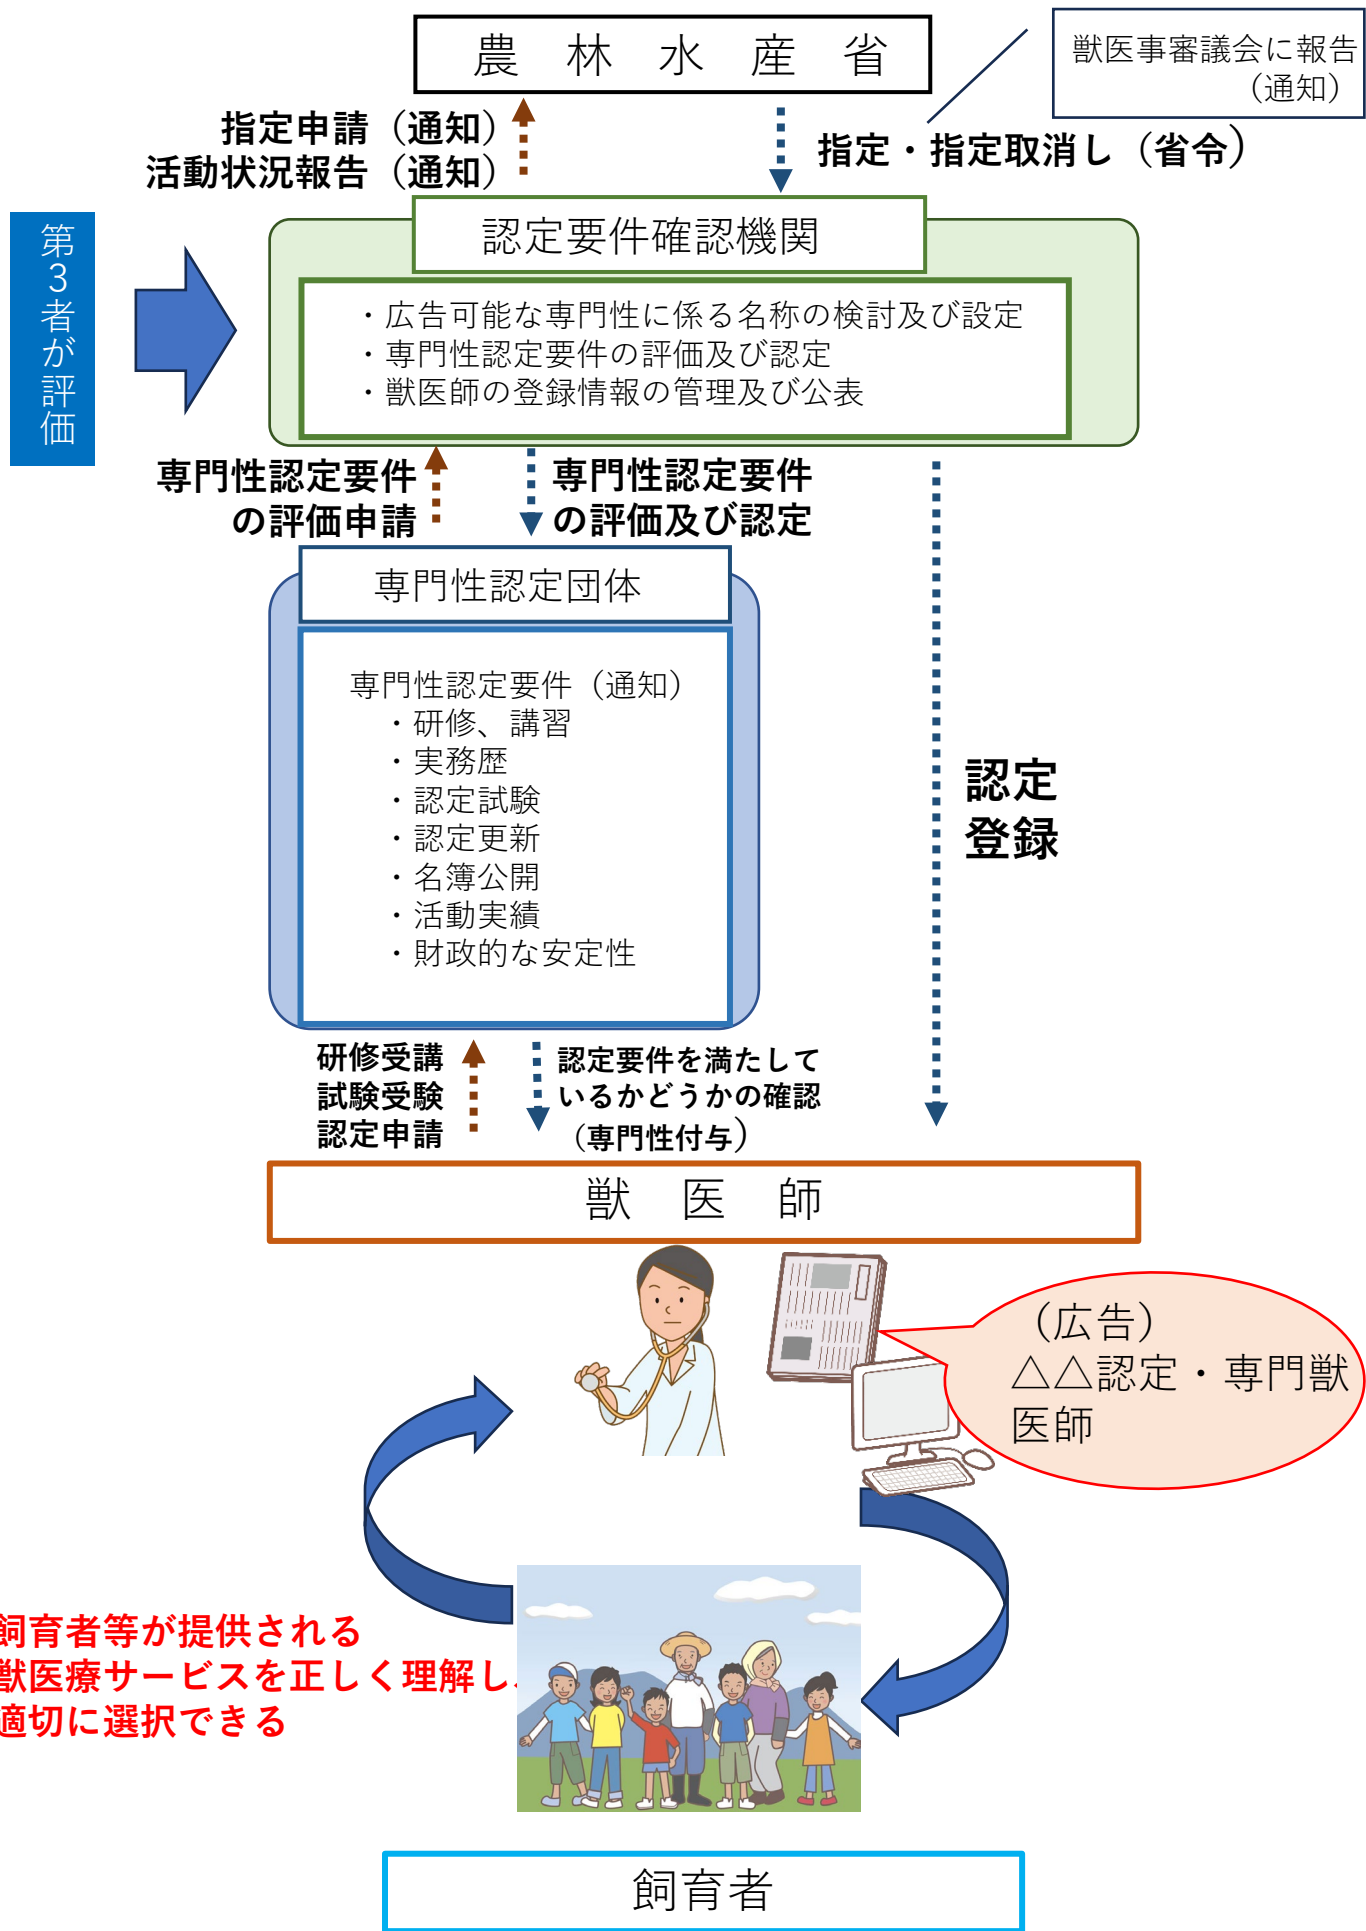 農林水産省
獣医事審議会に報告
（通知）
指定申請（通知）
活動状況報告（通知）
指定・指定取消し（省令）
第3者が評価
認定要件確認機関
・広告可能な専門性に係る名称の検討及び設定
・専門性認定要件の評価及び認定
・獣医師の登録情報の管理及び公表
専門性認定要件
の評価申請
専門性認定要件
の評価及び認定
専門性認定団体
専門性認定要件（通知）
・研修、講習
・実務歴
・認定試験
・認定更新
・名簿公開
・活動実績
・財政的な安定性
認定
登録
研修受講
試験受験
認定申請
認定要件を満たして
いるかどうかの確認
（専門性付与）
獣医師
（広告）
△△認定・専門獣
医師
飼育者等が提供される
獣医療サービスを正しく理解し、
適切に選択できる
飼育者